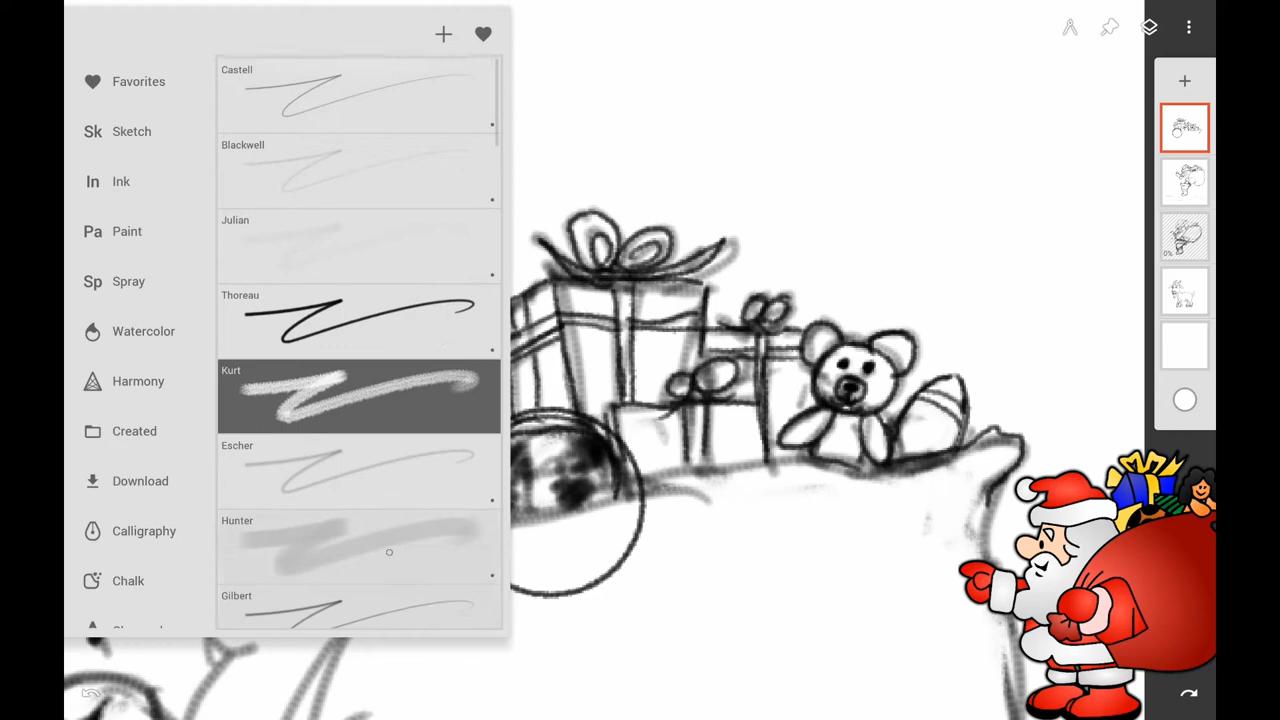 Favorites
Sk Sketch
In Ink
Pa Paint
Sp Spray
Watercolor
Harmony
Created
Download
Calligraphy
Chalk
Castell
Blackwell
Julian
Thoreau
Kurt
Escher
Hunter
Gilbert
0%